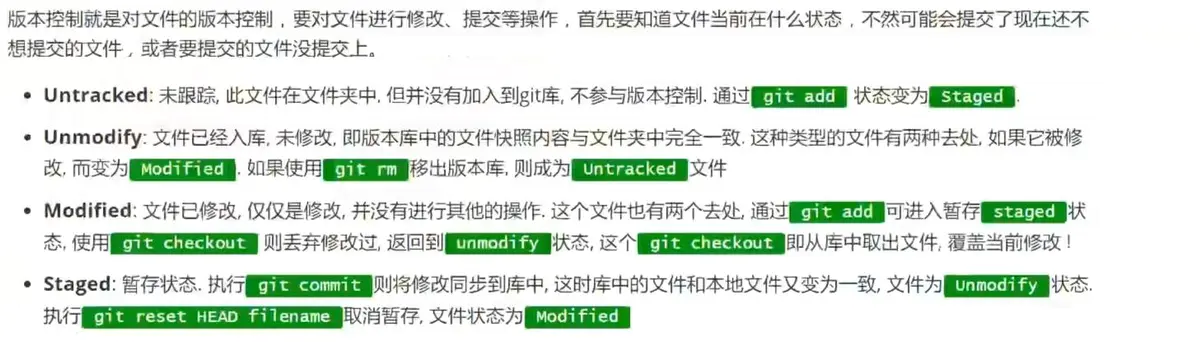 版本控制就是对文件的版本控制，要对文件进行修改、提交等操作，首先要知道文件当前在什么状态，不然可能会提交了现在还不
想提交的文件，或者要提交的文件没提交上。
• Untracked: 未跟踪, 此文件在文件夹中, 但并没有加入到git库, 不参与版本控制. 通过 git add 状态变为 Staged .
• Unmodify: 文件已经入库, 未修改, 即版本库中的文件快照内容与文件夹中完全一致. 这种类型的文件有两种去处, 如果它被修
改, 而变为 Modified . 如果使用 git rm 移出版本库, 则成为 Untracked 文件
• Modified: 文件已修改, 仅仅是修改, 并没有进行其他的操作. 这个文件也有两个去处, 通过 git add 可进入暂存 staged 状
态, 使用 git checkout 则丢弃修改过, 返回到 unmodify 状态, 这个 git checkout 即从库中取出文件, 覆盖当前修改 !
• Staged: 暂存状态. 执行 git commit 则将修改同步到库中, 这时库中的文件和本地文件又变为一致, 文件为 Unmodify 状态.
执行 git reset HEAD filename 取消暂存, 文件状态为 Modified